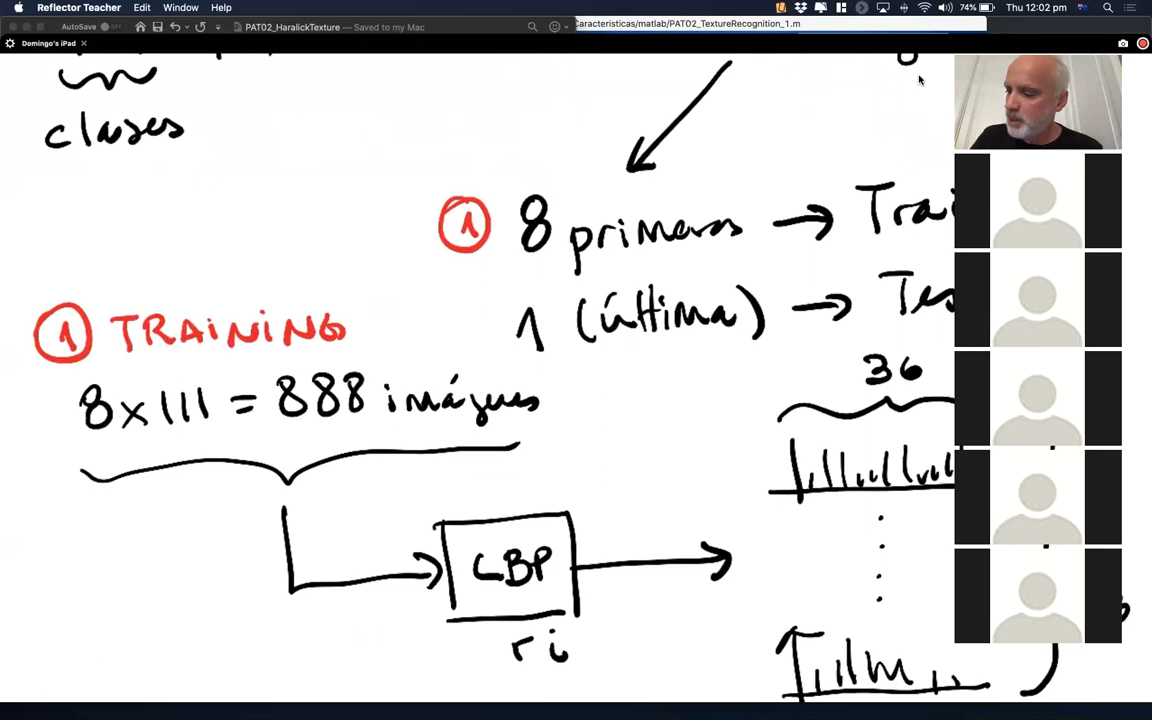 Reflector Teacher Edit Window Help
74% Thu 12:02 pm
AutoSave PAT02_HaralickTexture — Saved to my Mac
Caracteristicas/matlab/PAT02_TextureRecognition_1.m
Domingo's iPad
clases
1 8 primeras → Trai
1 (última) → Tes
1 TRAINING
8 x 111 = 888 imágenes
36
LBP
ri